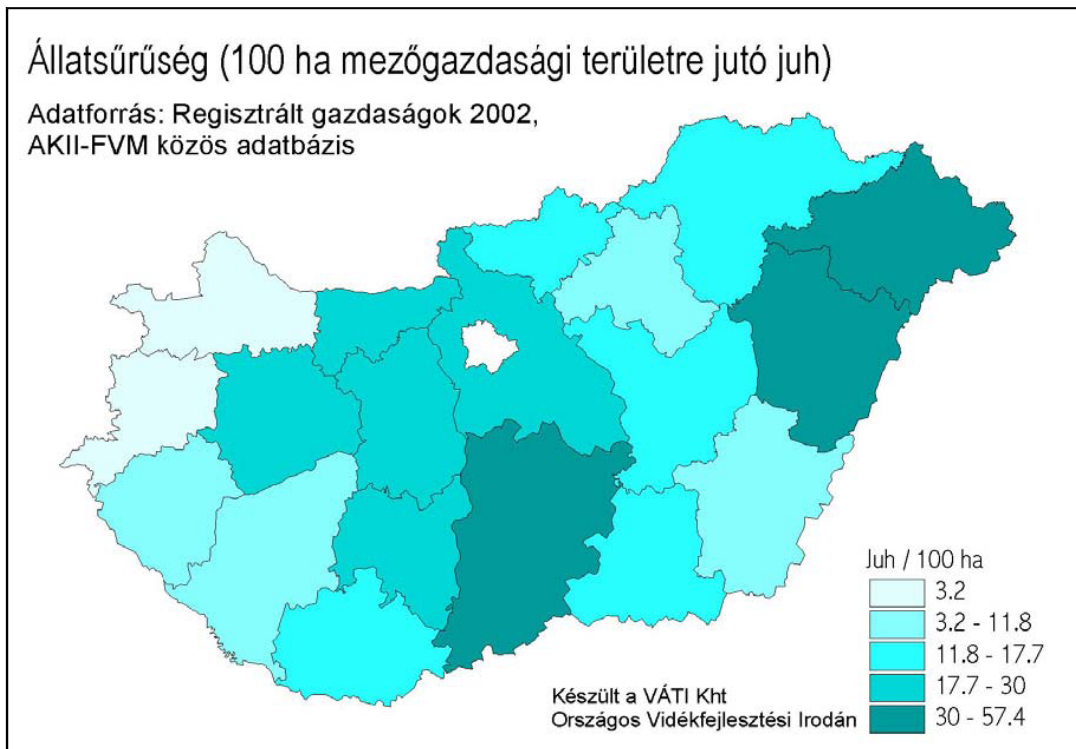 Állatsűrűség (100 ha mezőgazdasági területre jutó juh)
Adatforrás: Regisztrált gazdaságok 2002,
AKII-FVM közös adatbázis
Juh / 100 ha
3.2
3.2 - 11.8
11.8 - 17.7
17.7 - 30
30 - 57.4
Készült a VÁTI Kht
Országos Vidékfejlesztési Irodán